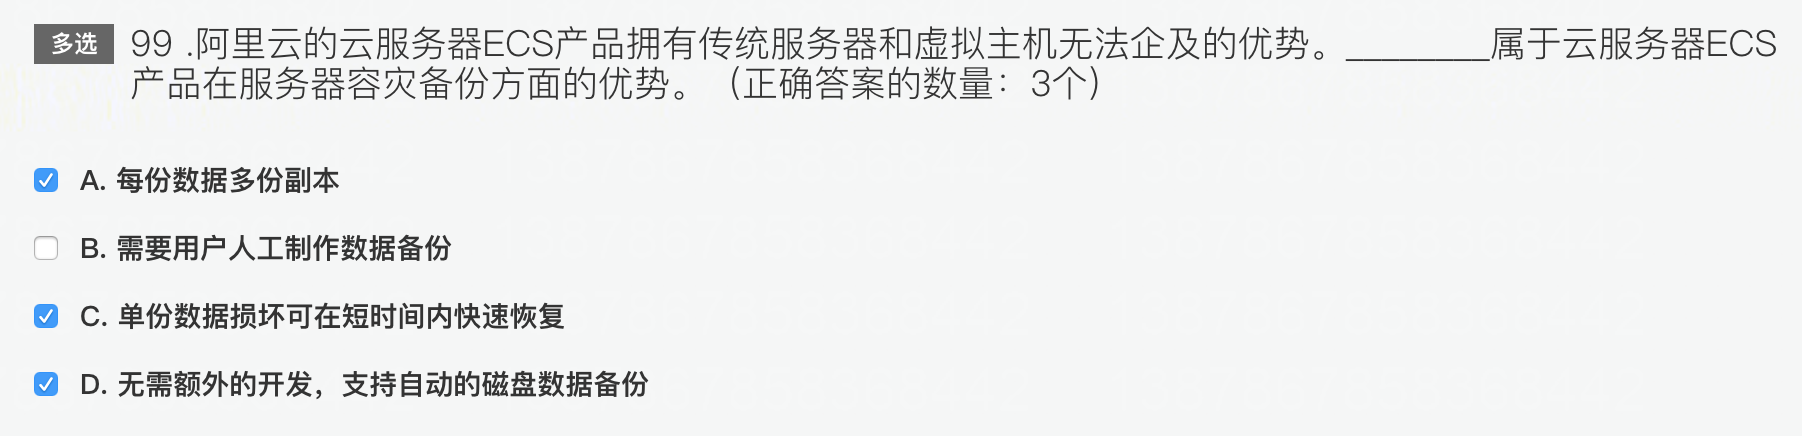 多选 99 .阿里云的云服务器ECS产品拥有传统服务器和虚拟主机无法企及的优势。________属于云服务器ECS
产品在服务器容灾备份方面的优势。（正确答案的数量：3个）
A. 每份数据多份副本
B. 需要用户人工制作数据备份
C. 单份数据损坏可在短时间内快速恢复
D. 无需额外的开发，支持自动的磁盘数据备份